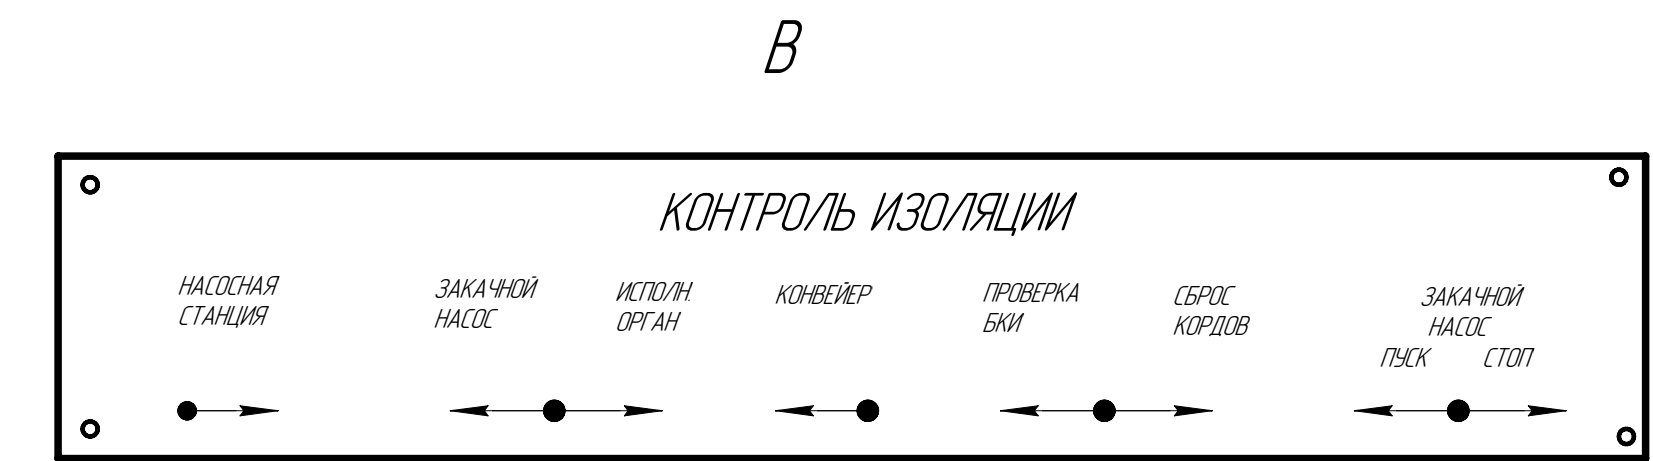 В
КОНТРОЛЬ ИЗОЛЯЦИИ
НАСОСНАЯ
СТАНЦИЯ
ЗАКАЧНОЙ
НАСОС
ИСПОЛН.
ОРГАН
КОНВЕЙЕР
ПРОВЕРКА
БКИ
СБРОС
КОРДОВ
ЗАКАЧНОЙ
НАСОС
ПУСК СТОП